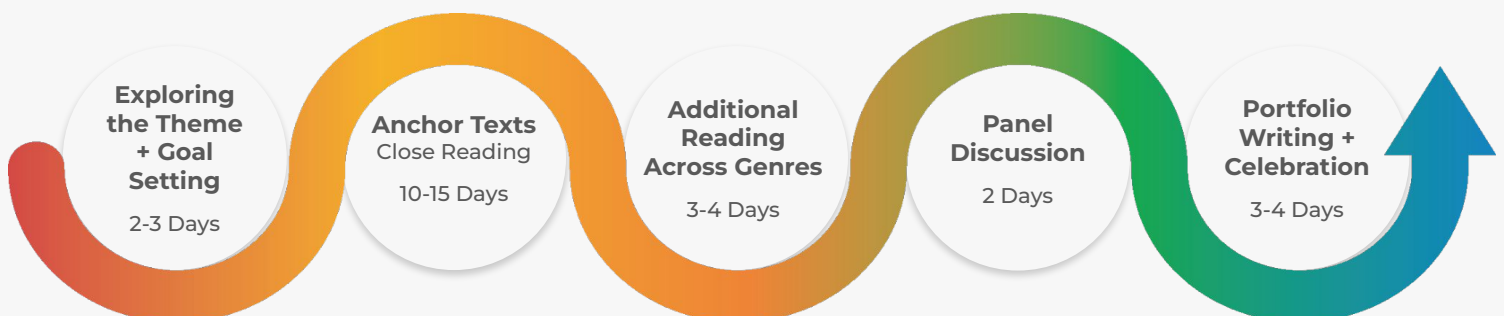 Exploring
the Theme
+ Goal
Setting
2-3 Days
Anchor Texts
Close Reading
10-15 Days
Additional
Reading
Across Genres
3-4 Days
Panel
Discussion
2 Days
Portfolio
Writing +
Celebration
3-4 Days